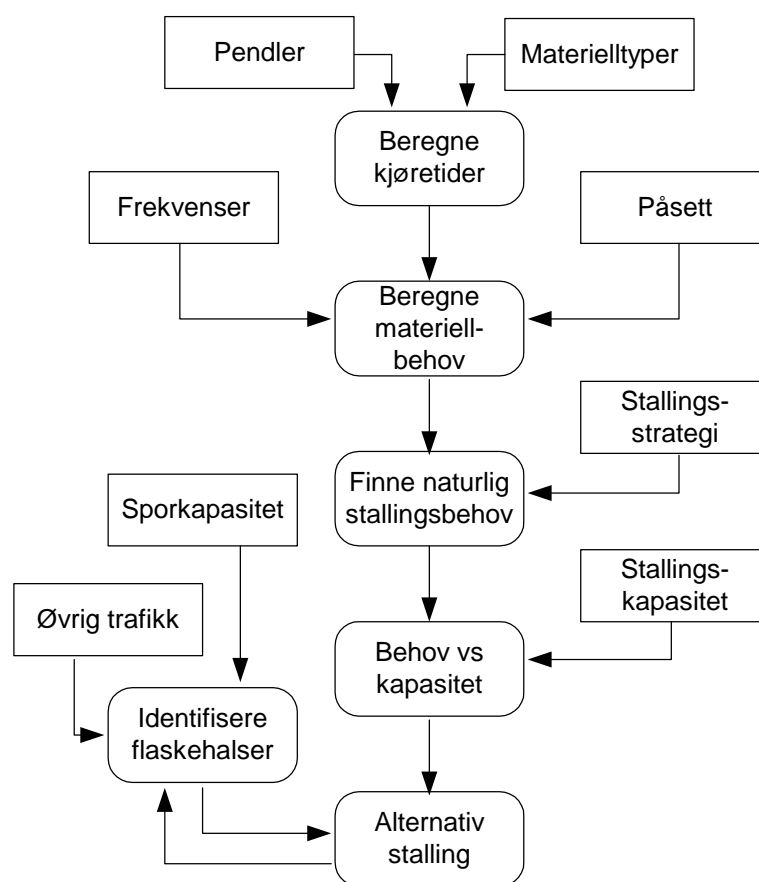 Pendler
Materielltyper
Beregne
kjøretider
Frekvenser
Påsett
Beregne
materiell-
behov
Stallings-
strategi
Finne naturlig
stallingsbehov
Sporkapasitet
Stallings-
kapasitet
Øvrig trafikk
Behov vs
kapasitet
Identifisere
flaskehalser
Alternativ
stalling